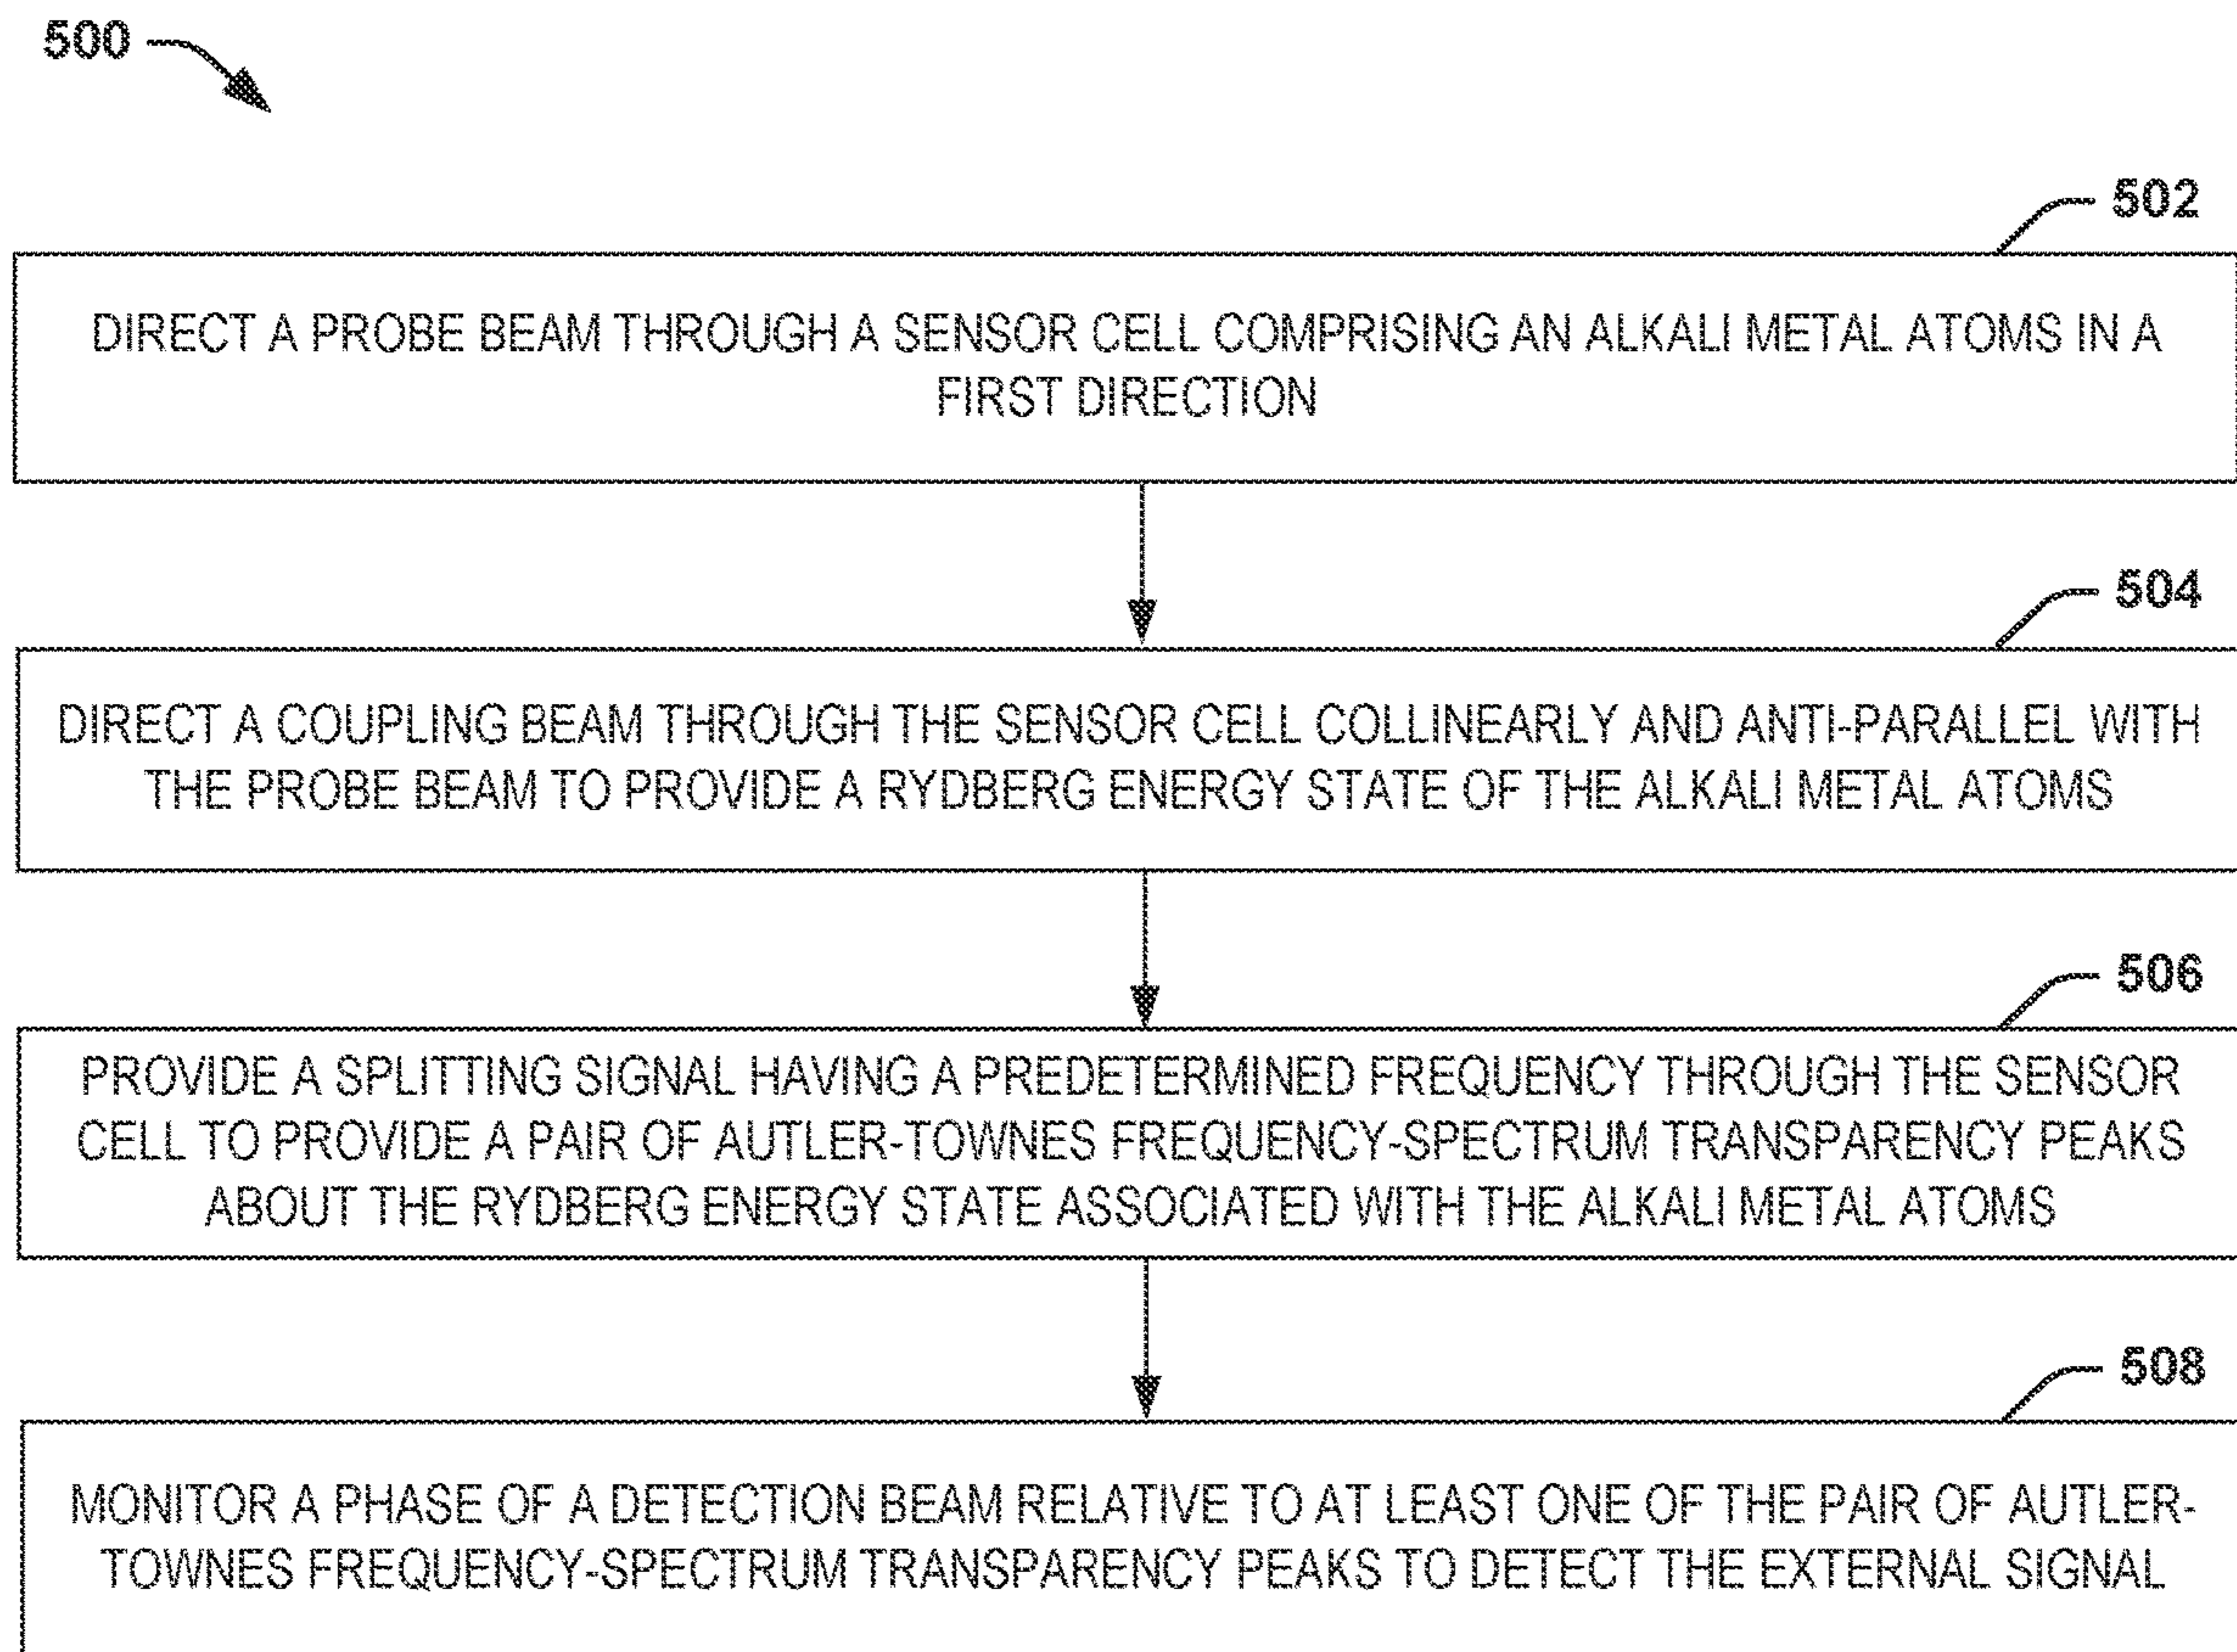 500
502
DIRECT A PROBE BEAM THROUGH A SENSOR CELL COMPRISING AN ALKALI METAL ATOMS IN A
FIRST DIRECTION
504
DIRECT A COUPLING BEAM THROUGH THE SENSOR CELL COLLINEARLY AND ANTI-PARALLEL WITH
THE PROBE BEAM TO PROVIDE A RYDBERG ENERGY STATE OF THE ALKALI METAL ATOMS
506
PROVIDE A SPLITTING SIGNAL HAVING A PREDETERMINED FREQUENCY THROUGH THE SENSOR
CELL TO PROVIDE A PAIR OF AUTLER-TOWNES FREQUENCY-SPECTRUM TRANSPARENCY PEAKS
ABOUT THE RYDBERG ENERGY STATE ASSOCIATED WITH THE ALKALI METAL ATOMS
508
MONITOR A PHASE OF A DETECTION BEAM RELATIVE TO AT LEAST ONE OF THE PAIR OF AUTLER-
TOWNES FREQUENCY-SPECTRUM TRANSPARENCY PEAKS TO DETECT THE EXTERNAL SIGNAL